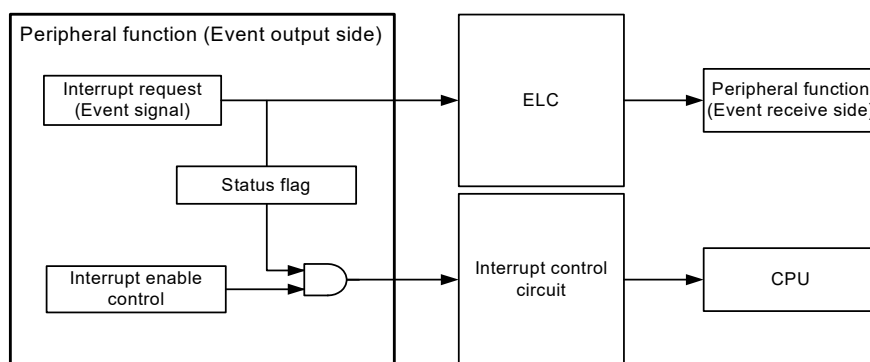 Peripheral function (Event output side)
Interrupt request
(Event signal)
ELC
Peripheral function
(Event receive side)
Status flag
Interrupt enable
control
Interrupt control
circuit
CPU